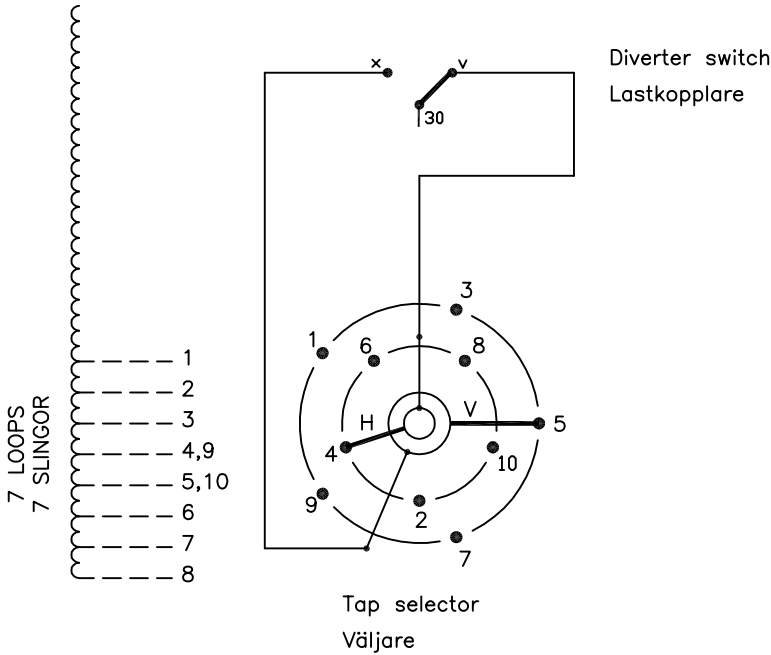 x
v
30
Diverter switch
Lastkopplare
3
1
6
8
H
V
5
4
10
9
2
7
1
2
3
4,9
5,10
6
7
8
7 LOOPS
7 SLINGOR
Tap selector
Väljare